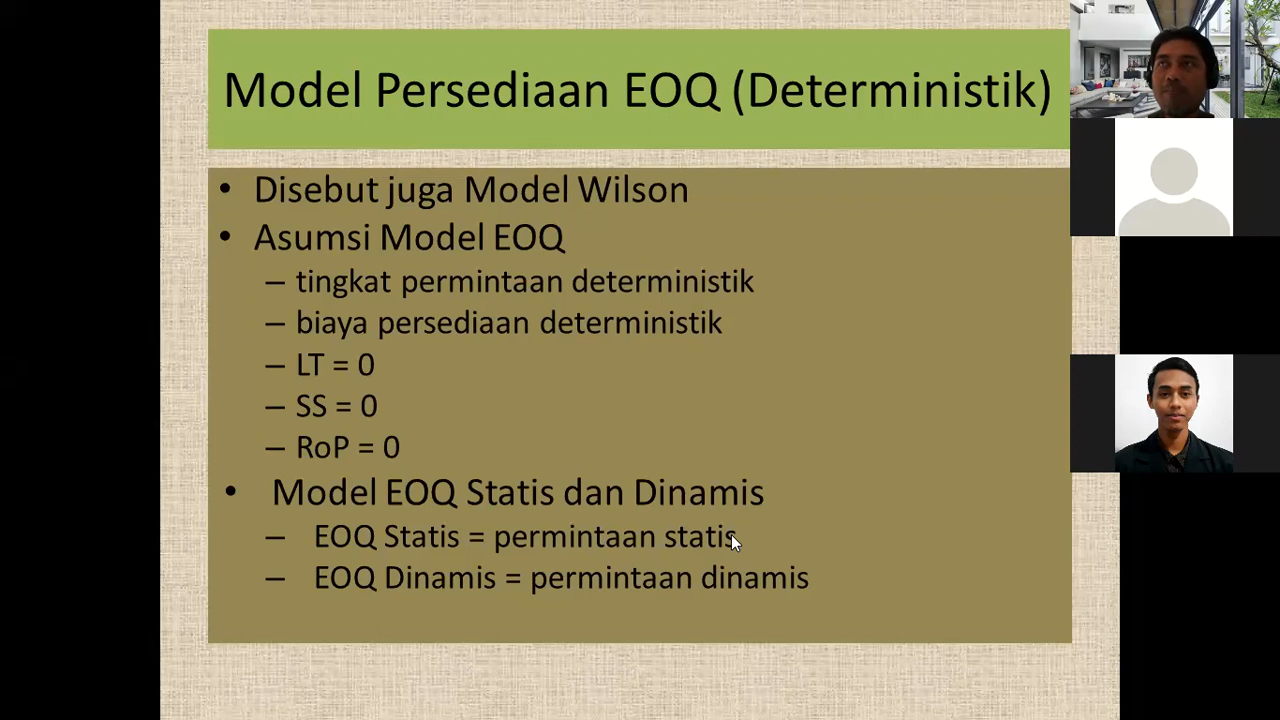 Model Persediaan EOQ (Deterministik)
• Disebut juga Model Wilson
• Asumsi Model EOQ
– tingkat permintaan deterministik
– biaya persediaan deterministik
– LT = 0
– SS = 0
– RoP = 0
• Model EOQ Statis dan Dinamis
– EOQ Statis = permintaan statis
– EOQ Dinamis = permintaan dinamis